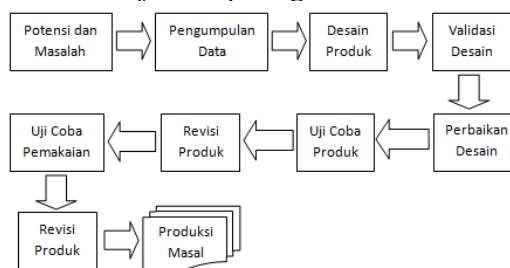 Potensi dan
Masalah
Pengumpulan
Data
Desain
Produk
Validasi
Desain
Perbaikan
Desain
Uji Coba
Produk
Revisi
Produk
Uji Coba
Pemakaian
Revisi
Produk
Produksi
Masal